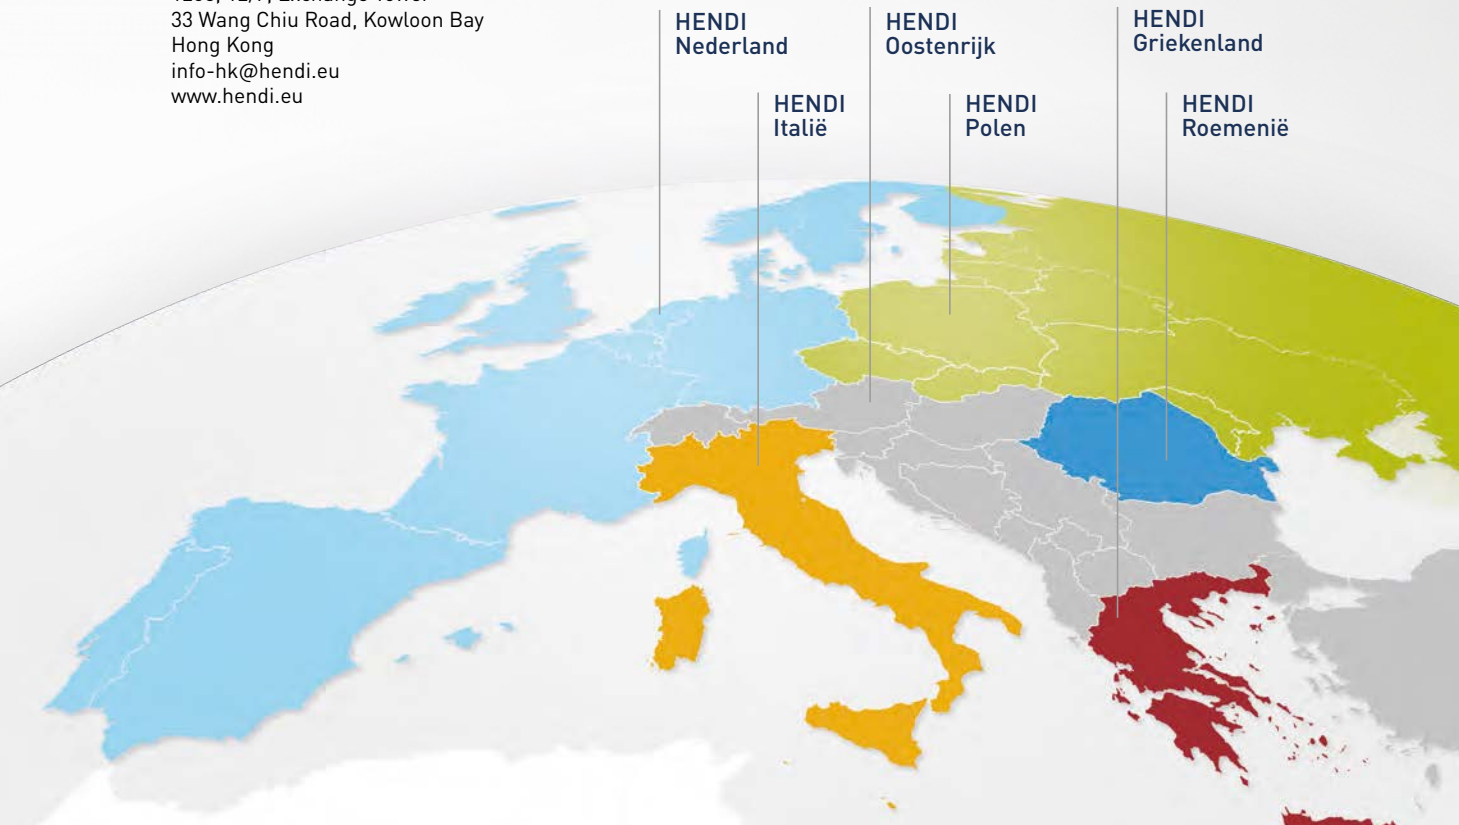 33 Wang Chiu Road, Kowloon Bay
Hong Kong
info-hk@hendi.eu
www.hendi.eu
HENDI
Nederland
HENDI
Oostenrijk
HENDI
Griekenland
HENDI
Italië
HENDI
Polen
HENDI
Roemenië